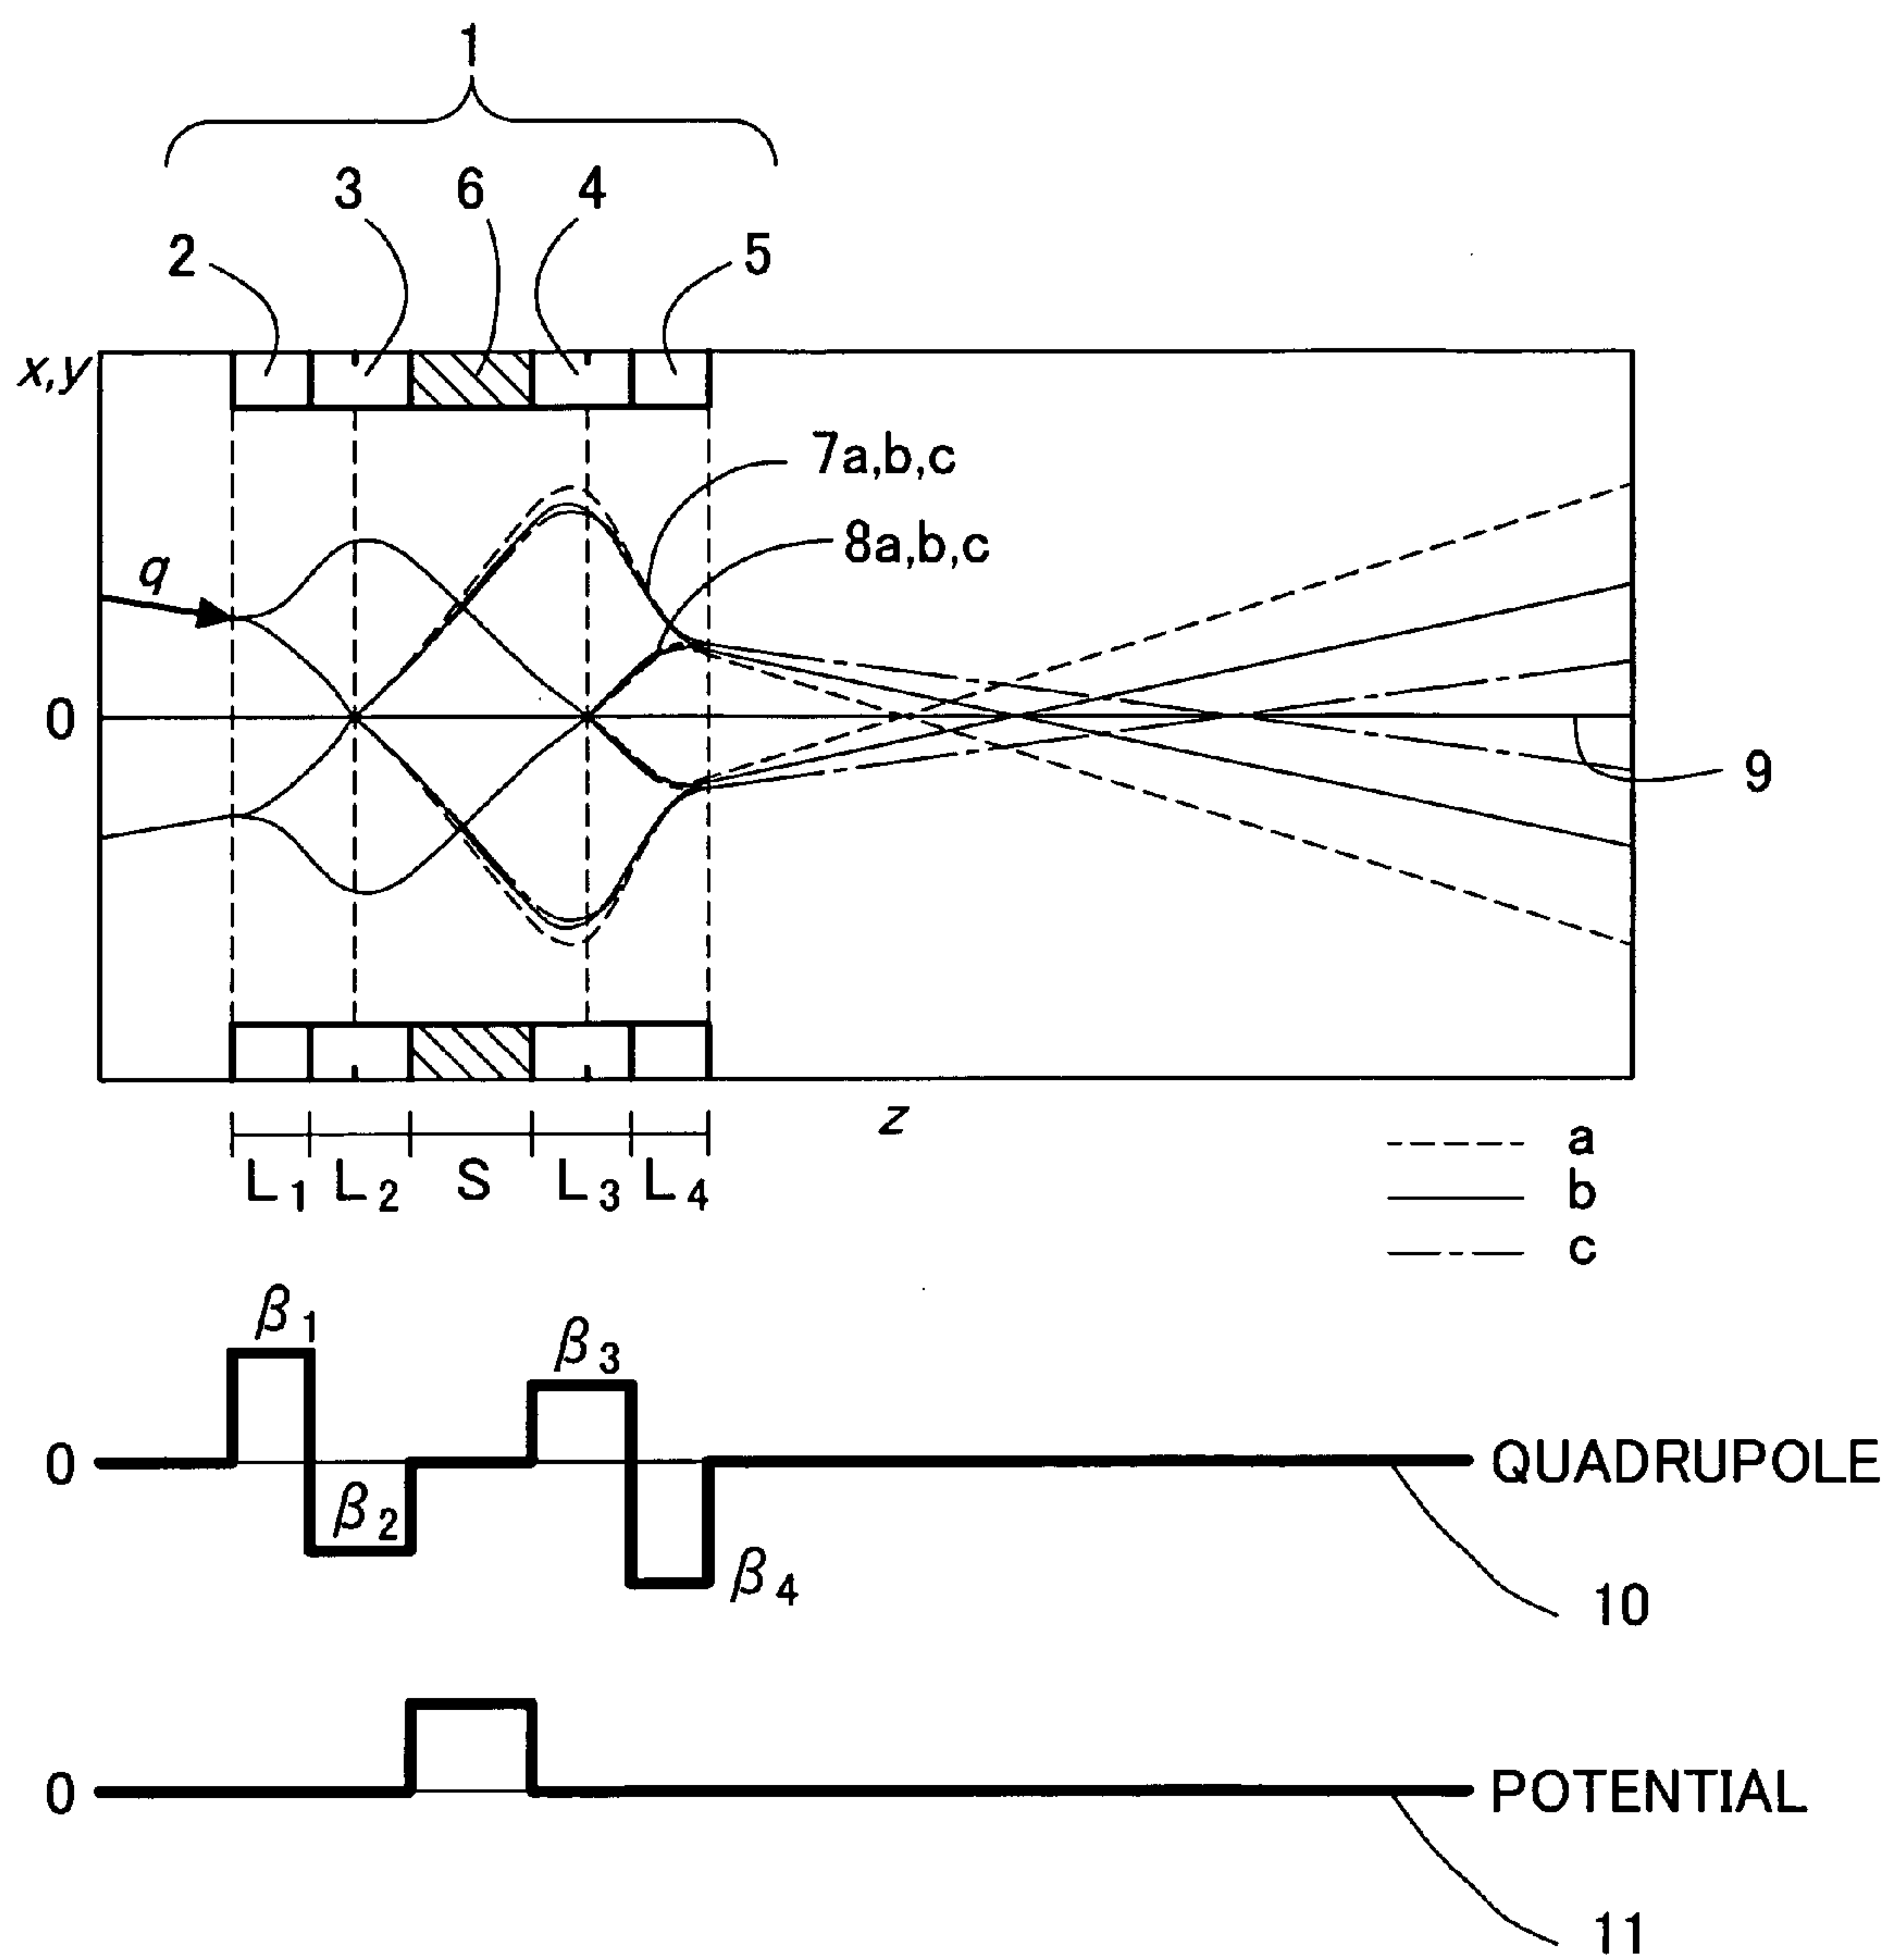 1
3 6 4
2 5
x,y
7a,b,c
8a,b,c
q
0
9
z
L1 L2 S L3 L4
a
b
c
β1
β3
0 QUADRUPOLE
β2
β4
10
0 POTENTIAL
11